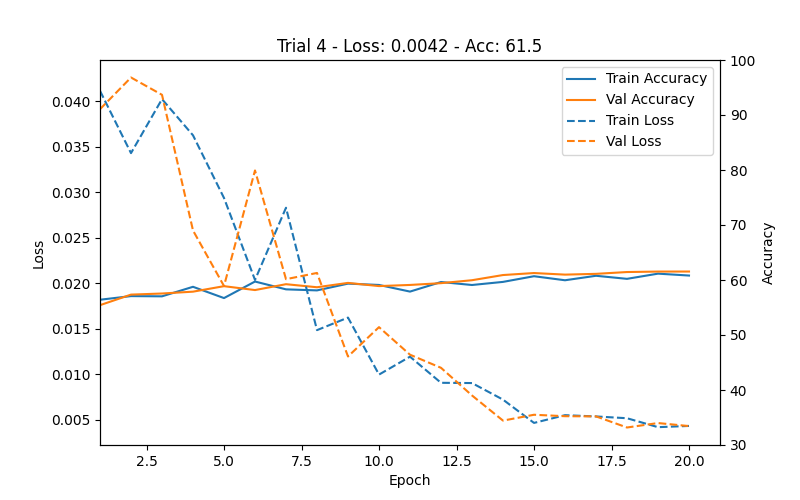 Trial 4 - Loss: 0.0042 - Acc: 61.5
Train Accuracy
Val Accuracy
Train Loss
Val Loss
Loss
0.040
0.035
0.030
0.025
0.020
0.015
0.010
0.005
100
90
80
70
60
50
40
30
Accuracy
2.5 5.0 7.5 10.0 12.5 15.0 17.5 20.0
Epoch